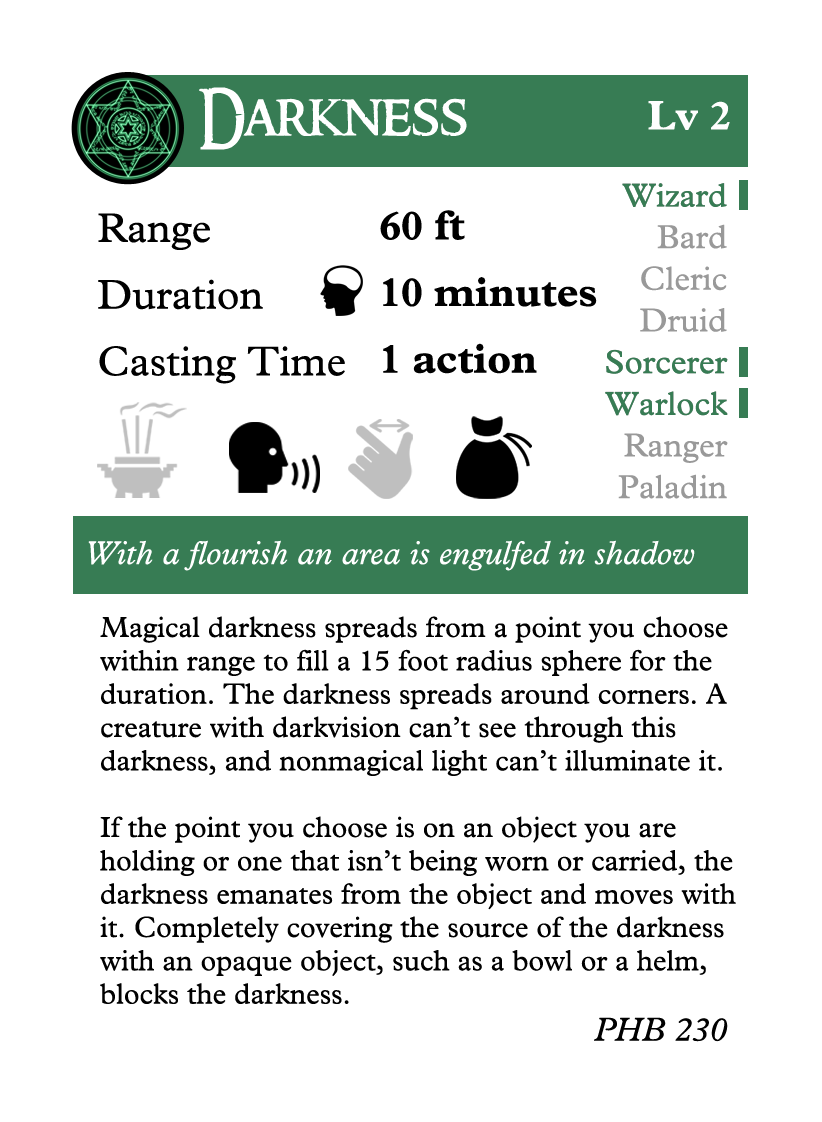 DARKNESS
Lv 2
Range 60 ft
Duration 10 minutes
Casting Time 1 action
Wizard
Bard
Cleric
Druid
Sorcerer
Warlock
Ranger
Paladin
With a flourish an area is engulfed in shadow
Magical darkness spreads from a point you choose
within range to fill a 15 foot radius sphere for the
duration. The darkness spreads around corners. A
creature with darkvision can't see through this
darkness, and nonmagical light can't illuminate it.
If the point you choose is on an object you are
holding or one that isn't being worn or carried, the
darkness emanates from the object and moves with
it. Completely covering the source of the darkness
with an opaque object, such as a bowl or a helm,
blocks the darkness.
PHB 230